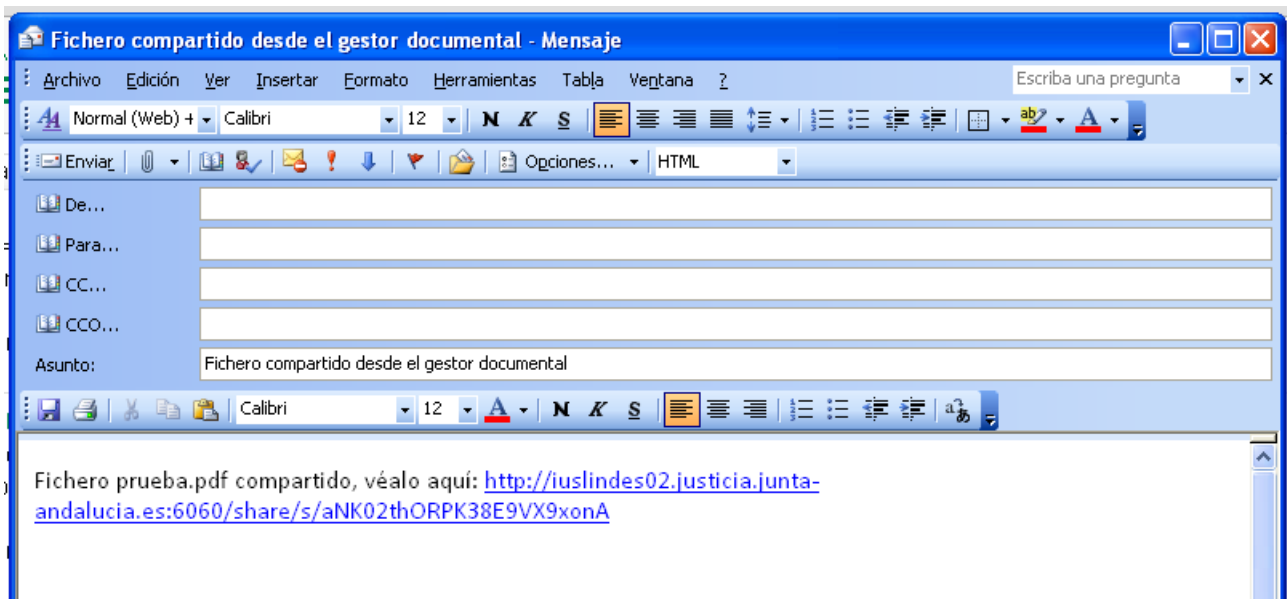 Fichero compartido desde el gestor documental - Mensaje
Archivo Edición Ver Insertar Formato Herramientas Tabla Ventana ? Escriba una pregunta
Normal (Web) + Calibri 12 N K S
Enviar Opciones... HTML
De...
Para...
CC...
CCO...
Asunto: Fichero compartido desde el gestor documental
Calibri 12 A N K S
Fichero prueba.pdf compartido, véalo aquí: http://iuslindes02.justicia.junta-
andalucia.es:6060/share/s/aNK02thORPK38E9VX9xonA